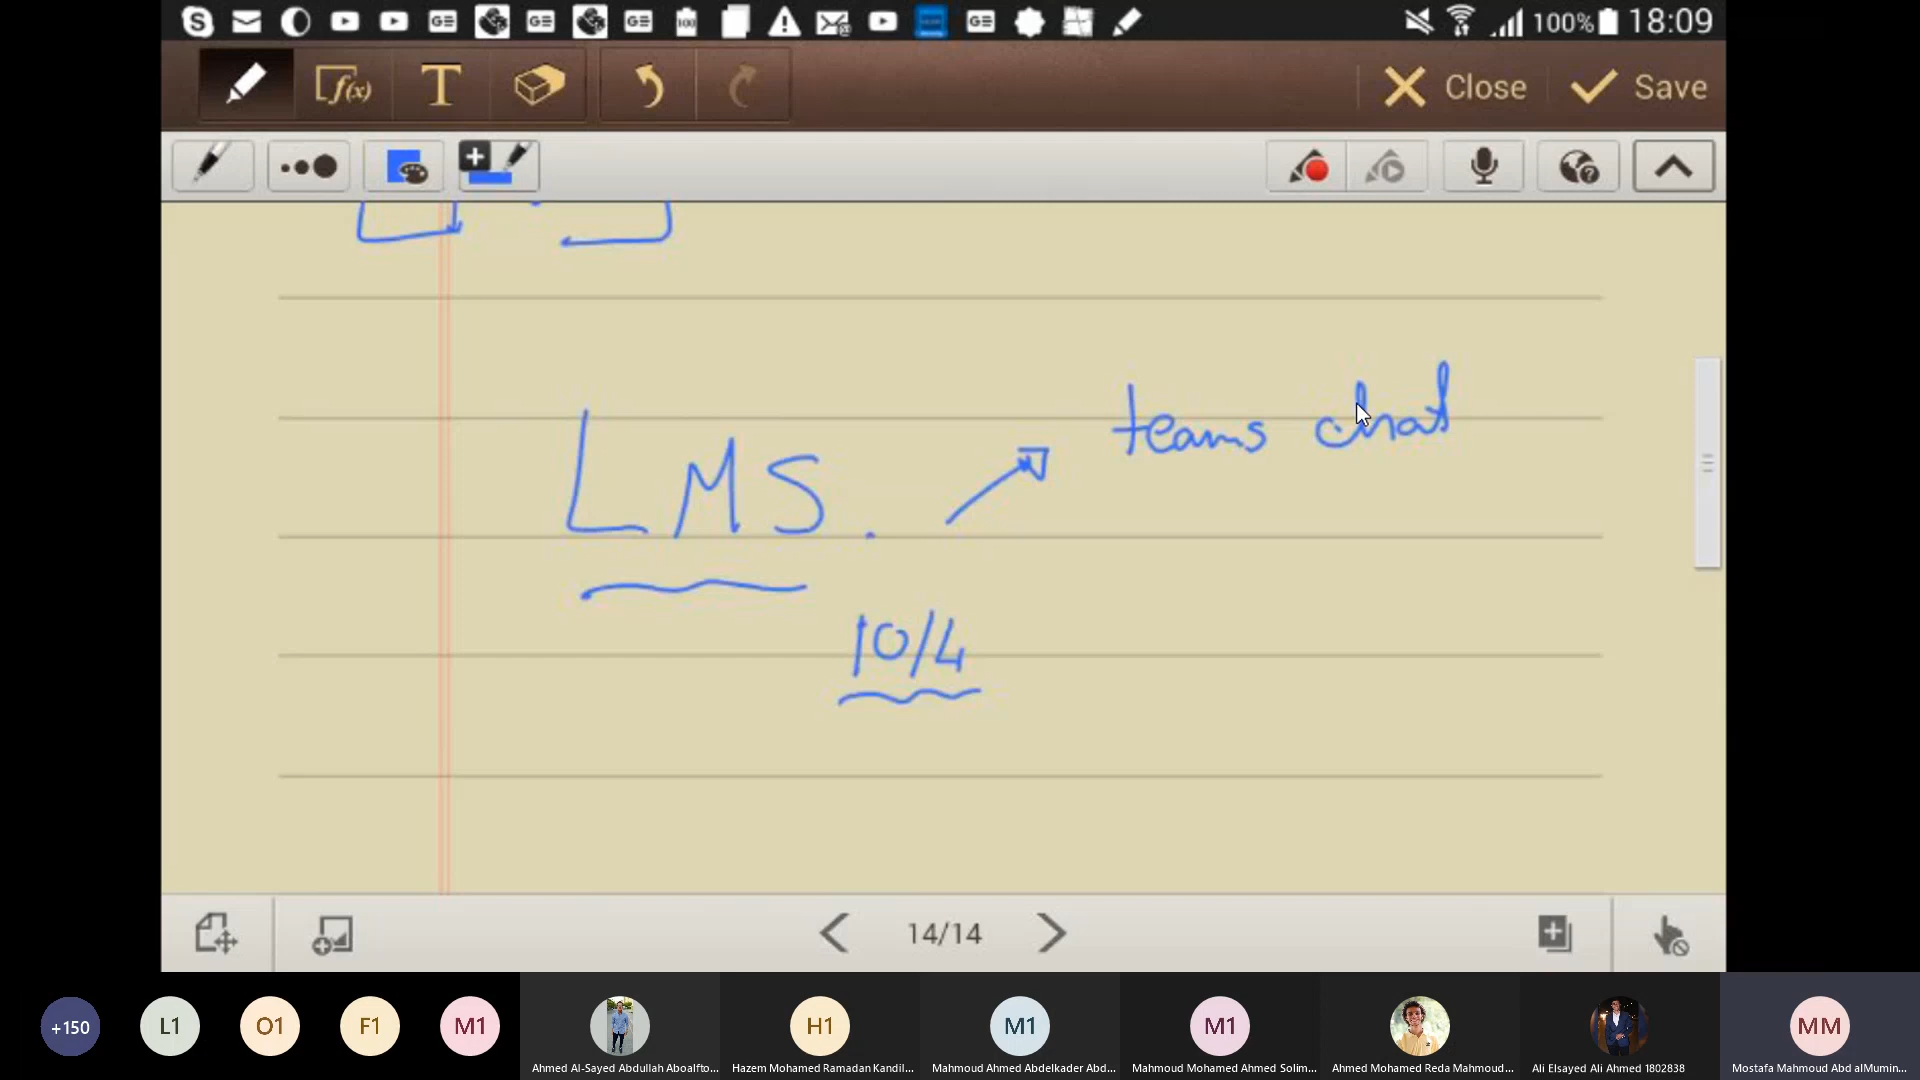 100% 18:09
f(x) T Close Save
teams chat
LMS.
10/4
14/14
+150 L1 O1 F1 M1 H1 M1 M1 MM
Ahmed Al-Sayed Abdullah Aboalfto... Hazem Mohamed Ramadan Kandil... Mahmoud Ahmed Abdelkader Abd... Mahmoud Mohamed Ahmed Solim... Ahmed Mohamed Reda Mahmoud... Ali Elsayed Ali Ahmed 1802838 Mostafa Mahmoud Abd alMumin...